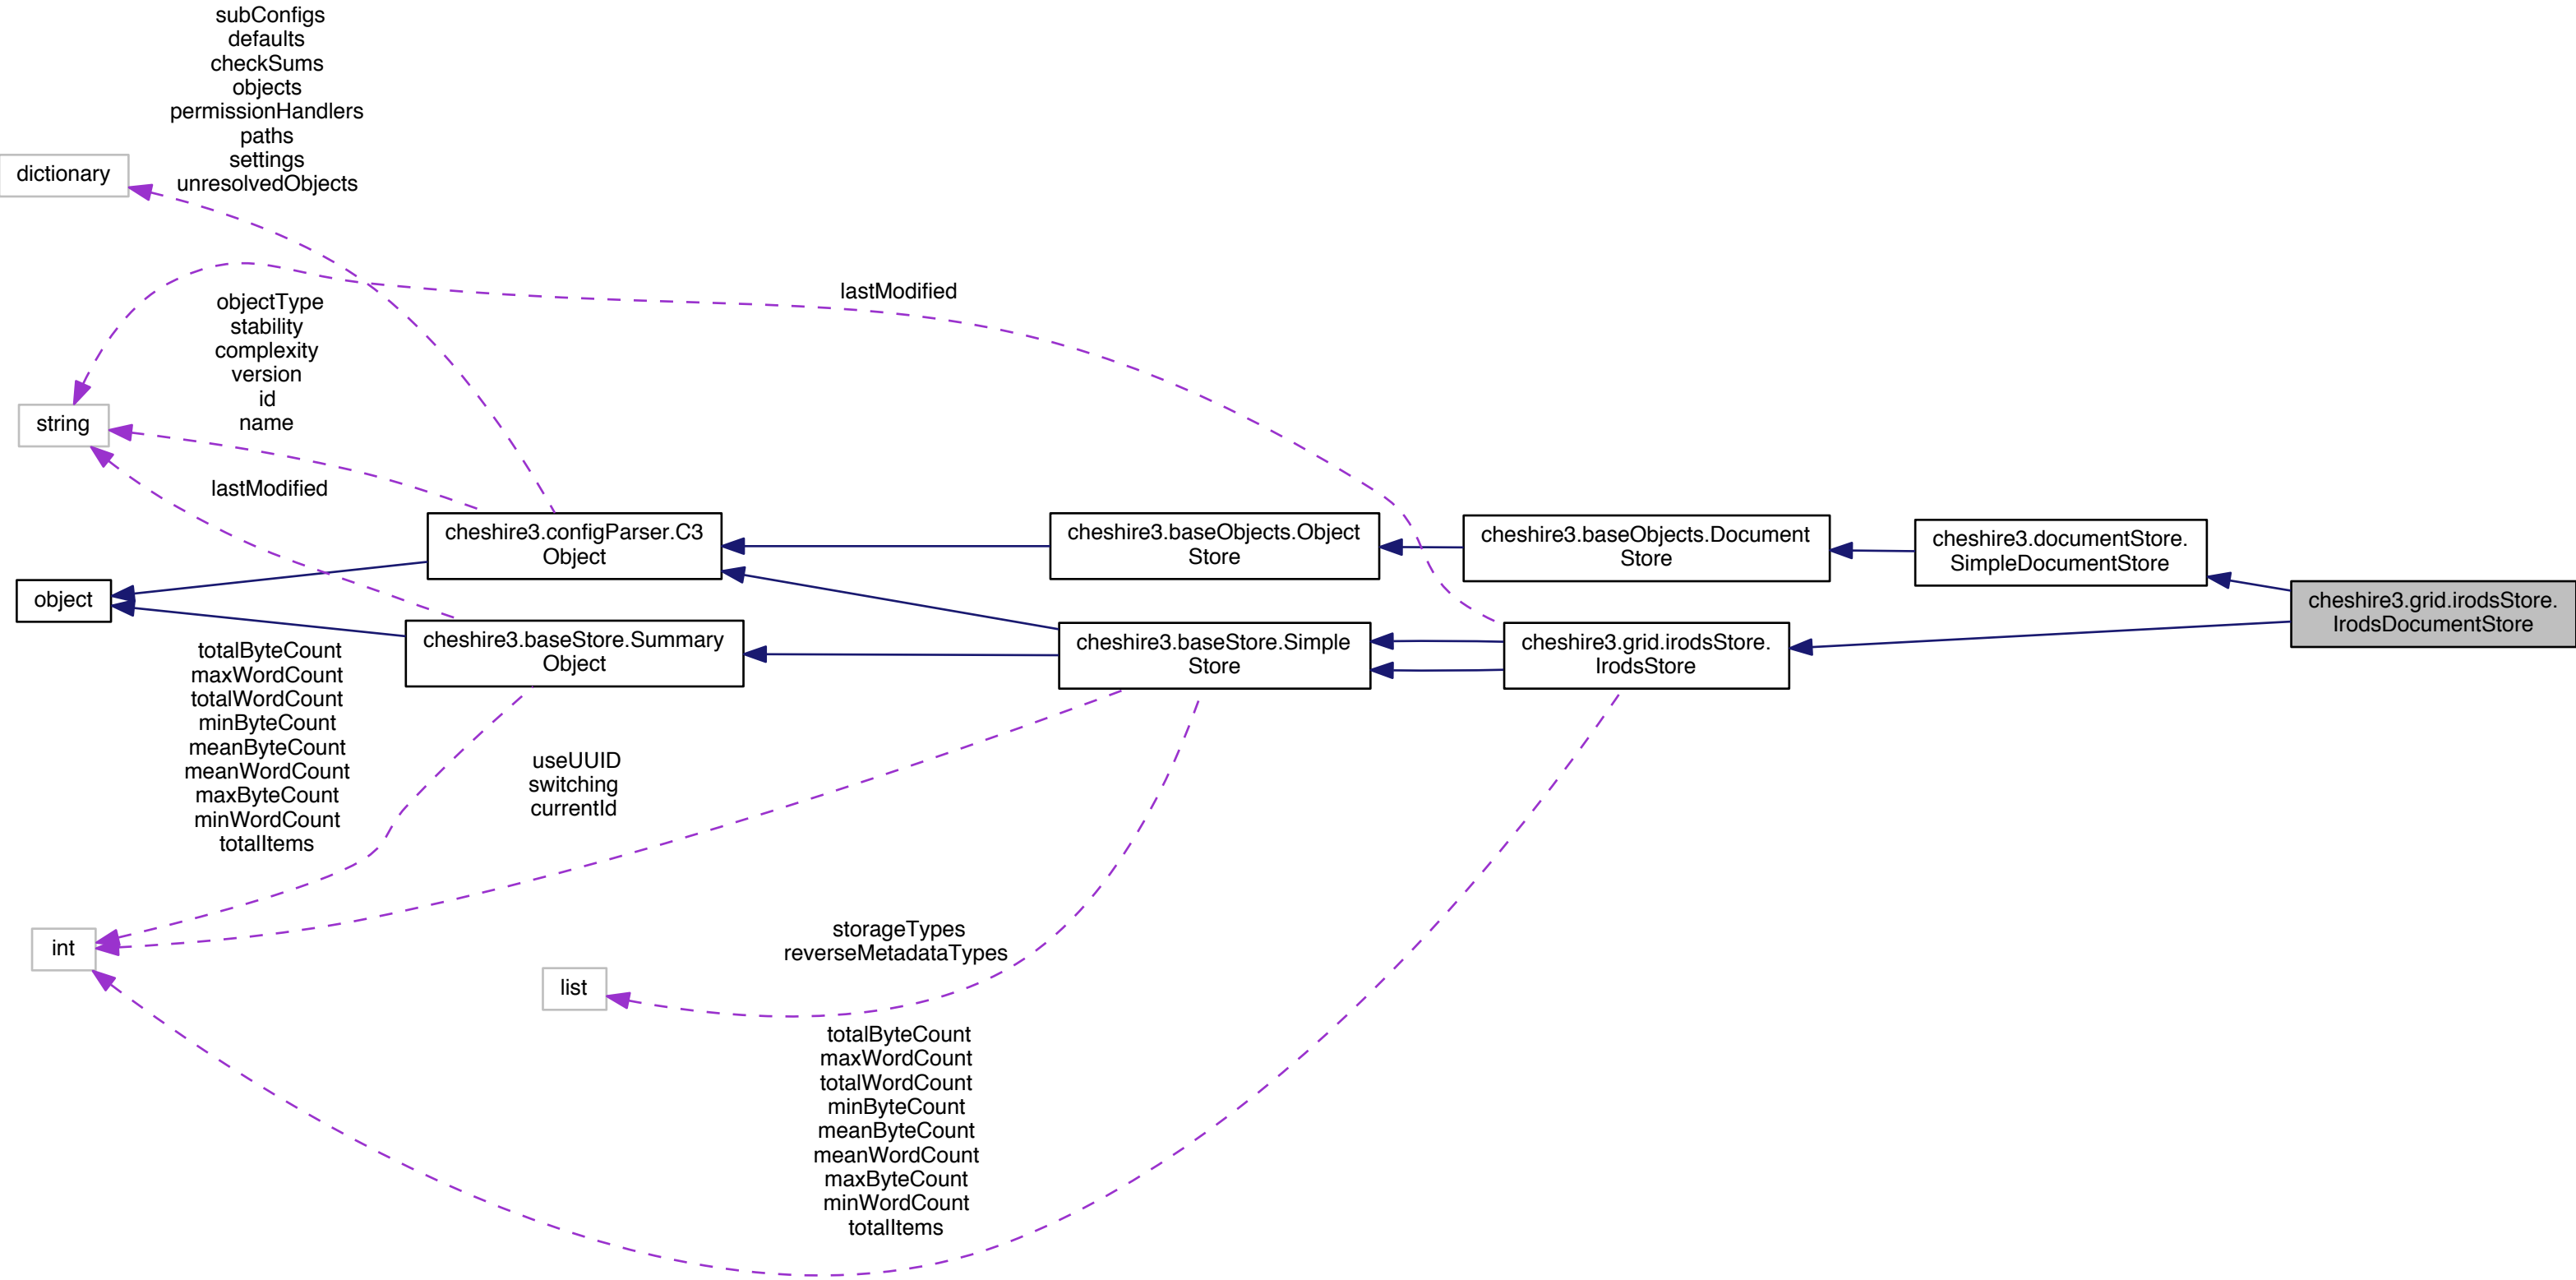 subConfigs
defaults
checkSums
objects
permissionHandlers
paths
settings
unresolvedObjects
dictionary
lastModified
objectType
stability
complexity
version
id
name
string
lastModified
cheshire3.configParser.C3
Object
cheshire3.baseObjects.Object
Store
cheshire3.baseObjects.Document
Store
cheshire3.documentStore.
SimpleDocumentStore
object
cheshire3.grid.irodsStore.
IrodsDocumentStore
cheshire3.baseStore.Summary
Object
cheshire3.baseStore.Simple
Store
cheshire3.grid.irodsStore.
IrodsStore
totalByteCount
maxWordCount
totalWordCount
minByteCount
meanByteCount
meanWordCount
maxByteCount
minWordCount
totalItems
useUUID
switching
currentId
int
storageTypes
reverseMetadataTypes
list
totalByteCount
maxWordCount
totalWordCount
minByteCount
meanByteCount
meanWordCount
maxByteCount
minWordCount
totalItems